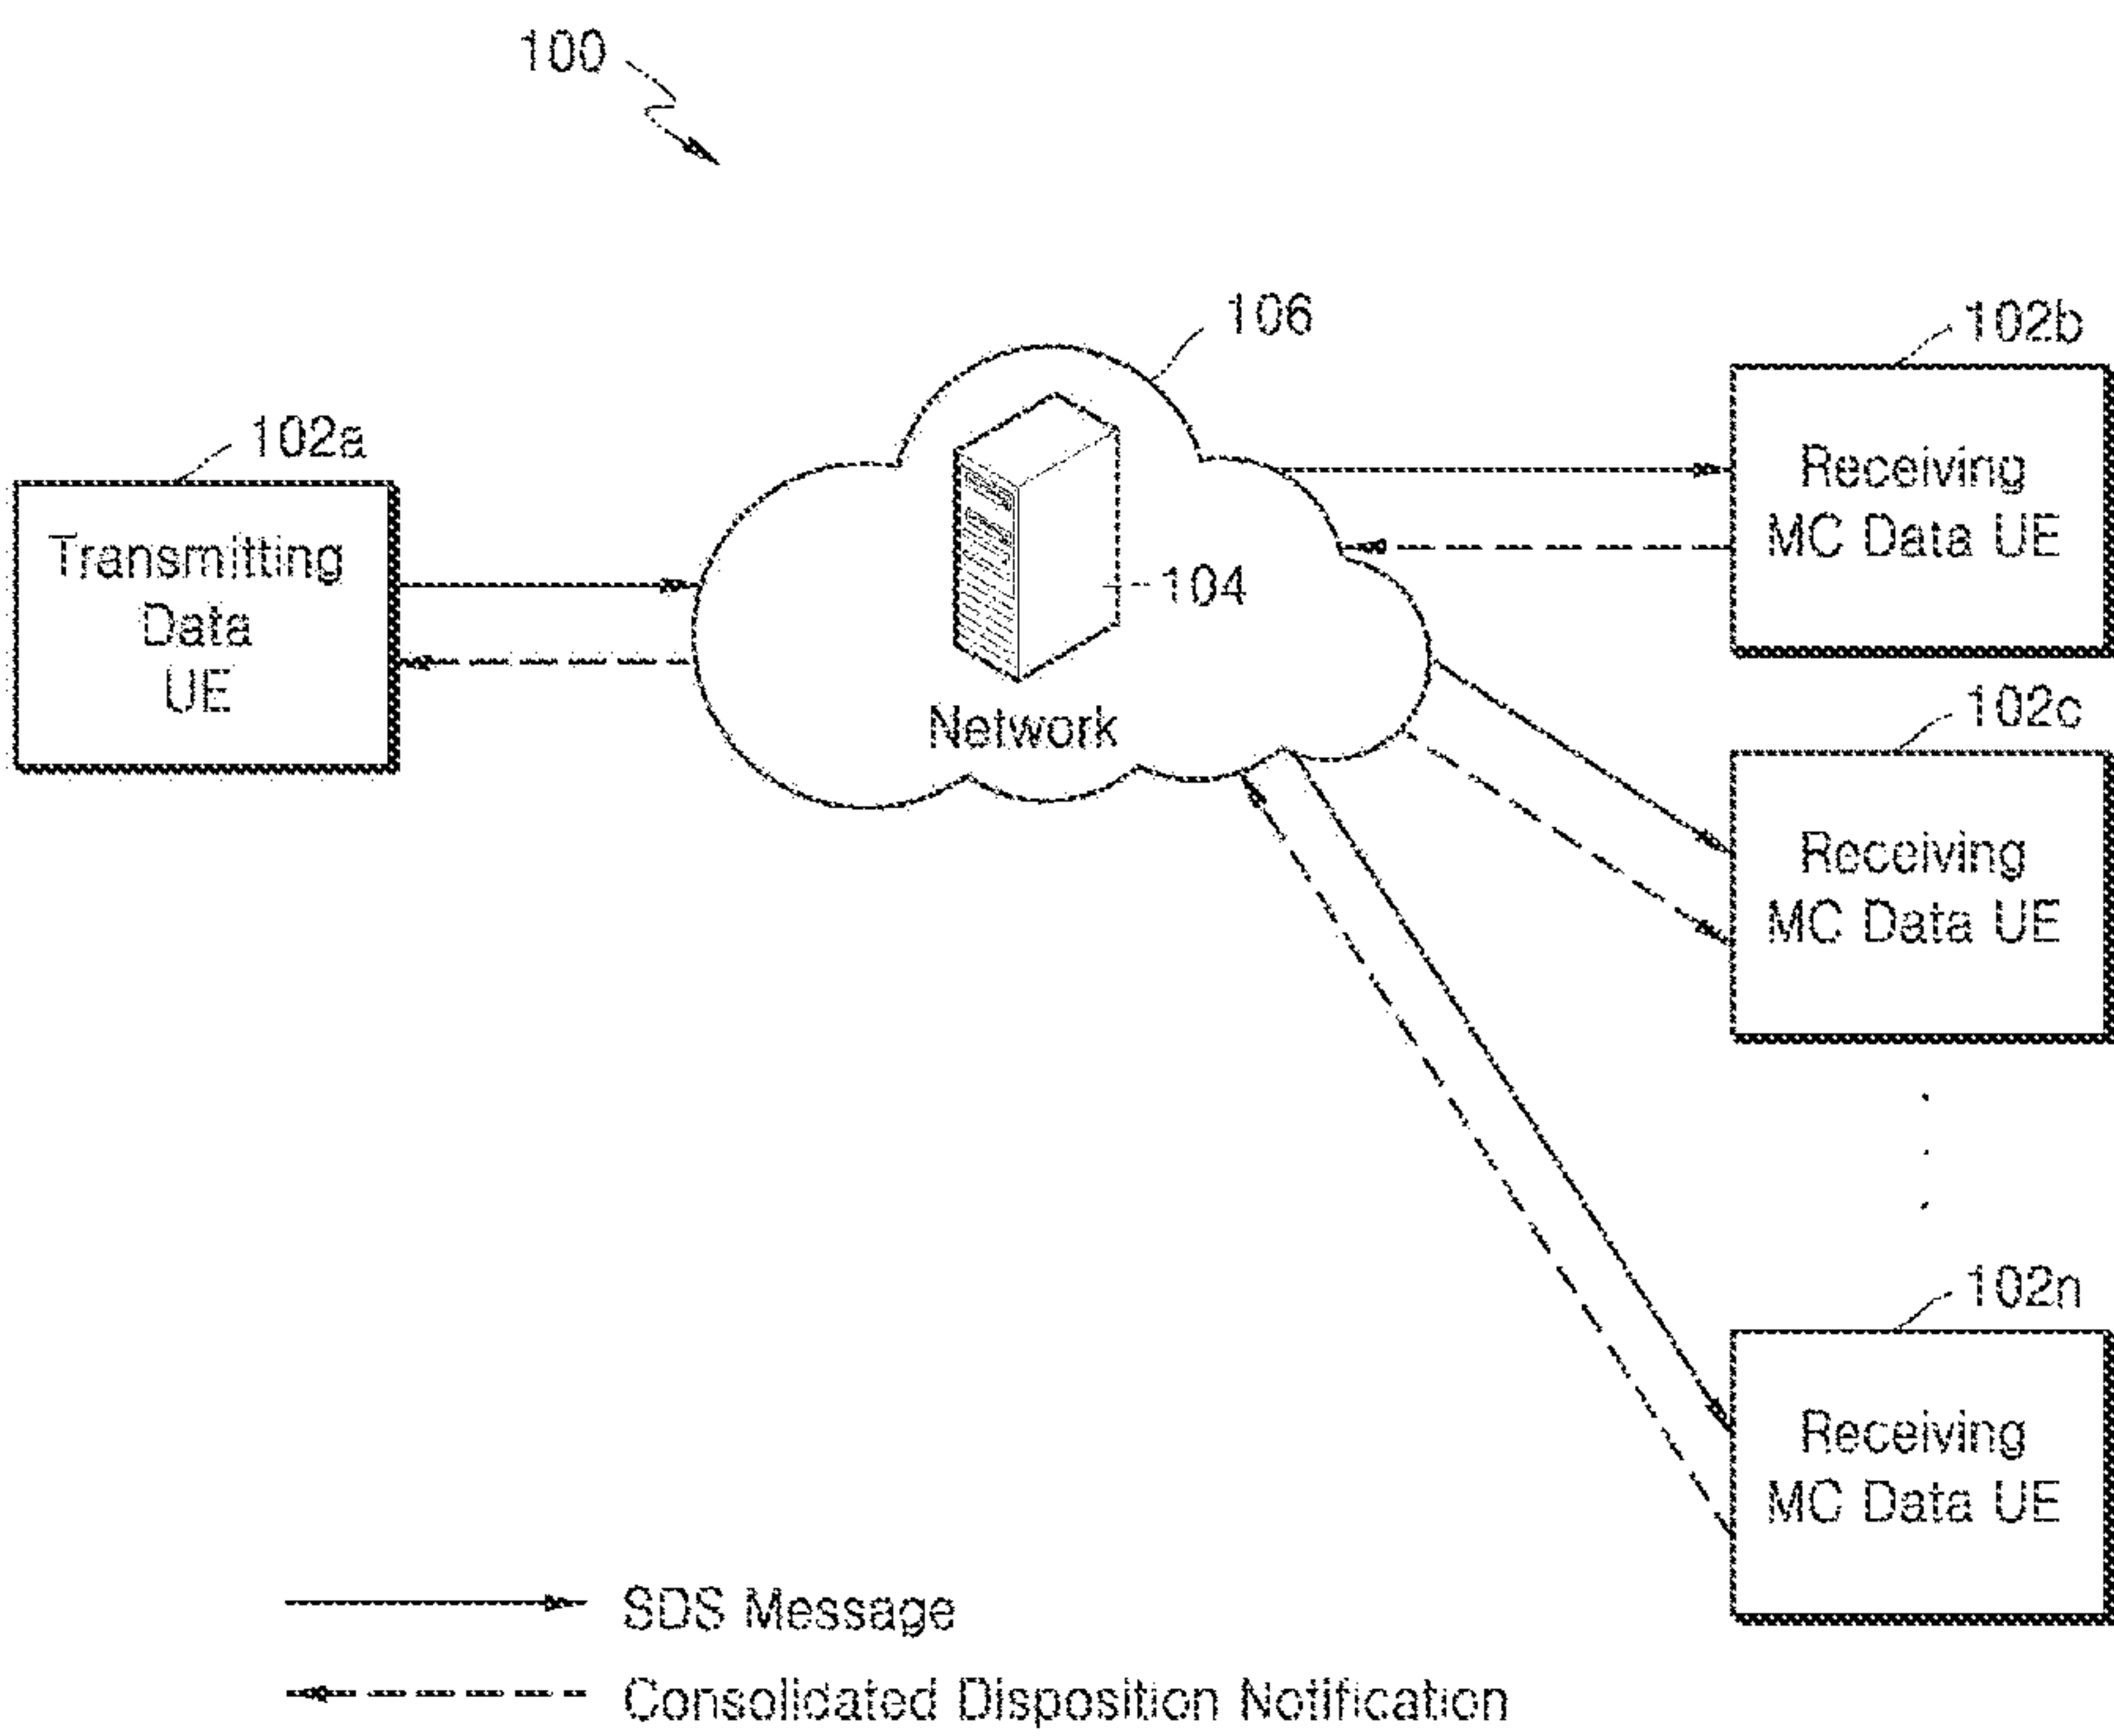 100
106
102b
102a
Receiving
MC Data UE
Transmitting
Data
UE
104
Network
102c
Receiving
MC Data UE
102n
Receiving
MC Data UE
SDS Message
Consolidated Disposition Notification